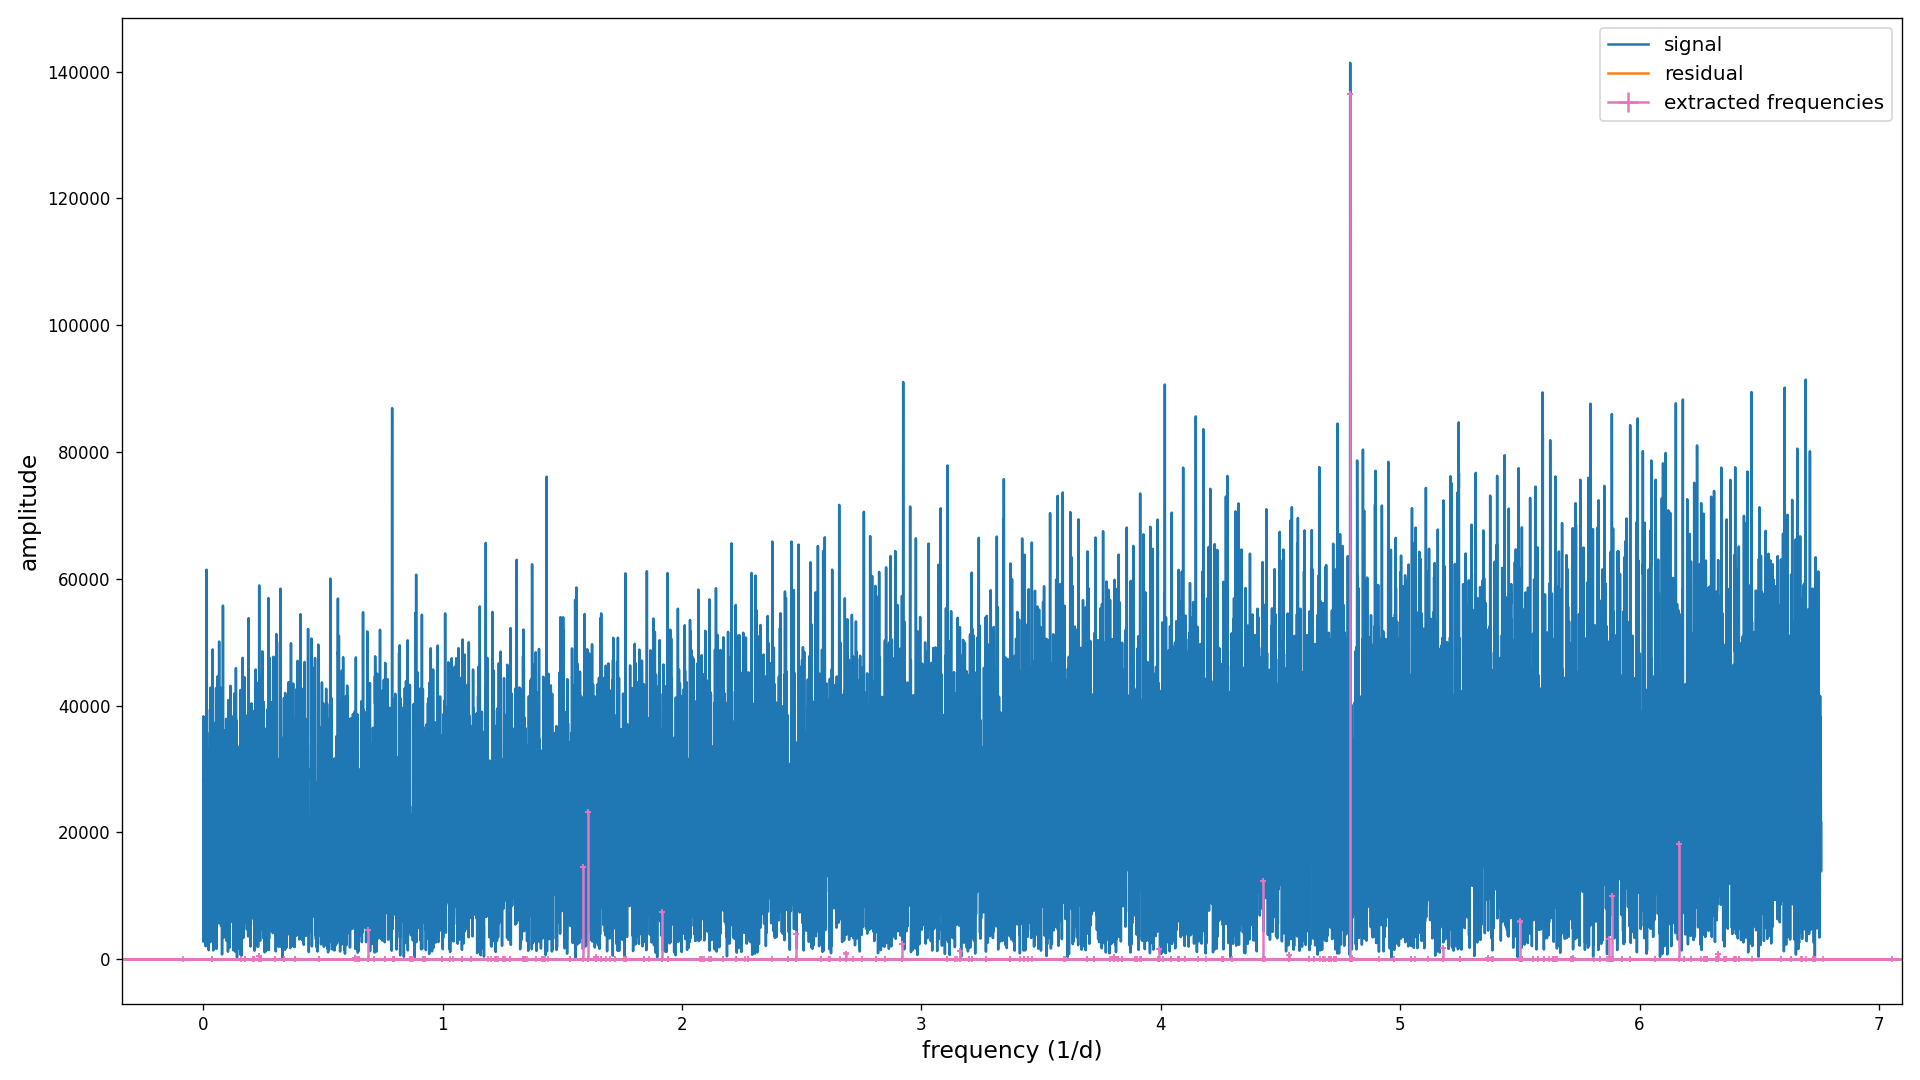 signal
residual
extracted frequencies
amplitude
140000
120000
100000
80000
60000
40000
20000
0
0 1 2 3 4 5 6 7
frequency (1/d)